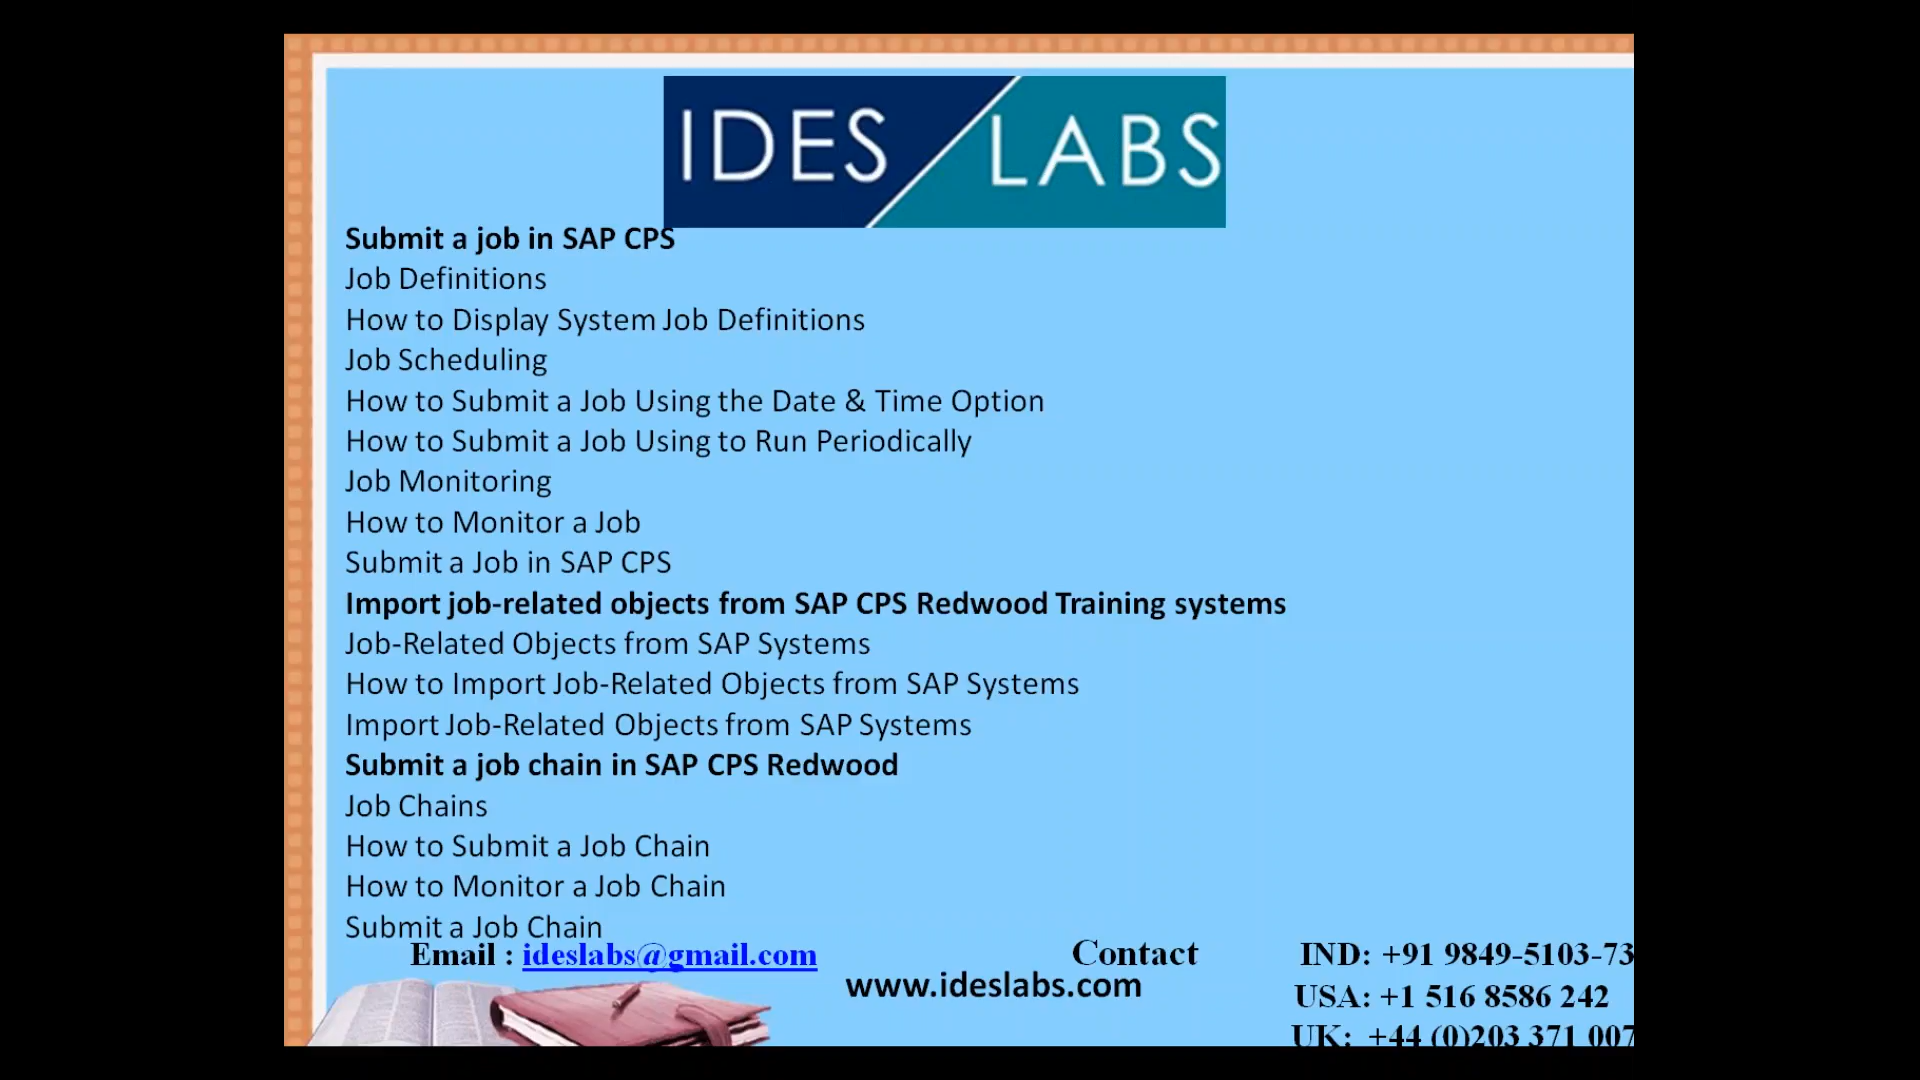 IDES LABS
Submit a job in SAP CPS
Job Definitions
How to Display System Job Definitions
Job Scheduling
How to Submit a Job Using the Date & Time Option
How to Submit a Job Using to Run Periodically
Job Monitoring
How to Monitor a Job
Submit a Job in SAP CPS
Import job-related objects from SAP CPS Redwood Training systems
Job-Related Objects from SAP Systems
How to Import Job-Related Objects from SAP Systems
Import Job-Related Objects from SAP Systems
Submit a job chain in SAP CPS Redwood
Job Chains
How to Submit a Job Chain
How to Monitor a Job Chain
Submit a Job Chain
Email : ideslabs@gmail.com Contact IND: +91 9849-5103-73
www.ideslabs.com
USA: +1 516 8586 242
UK: +44 (0)203 371 007